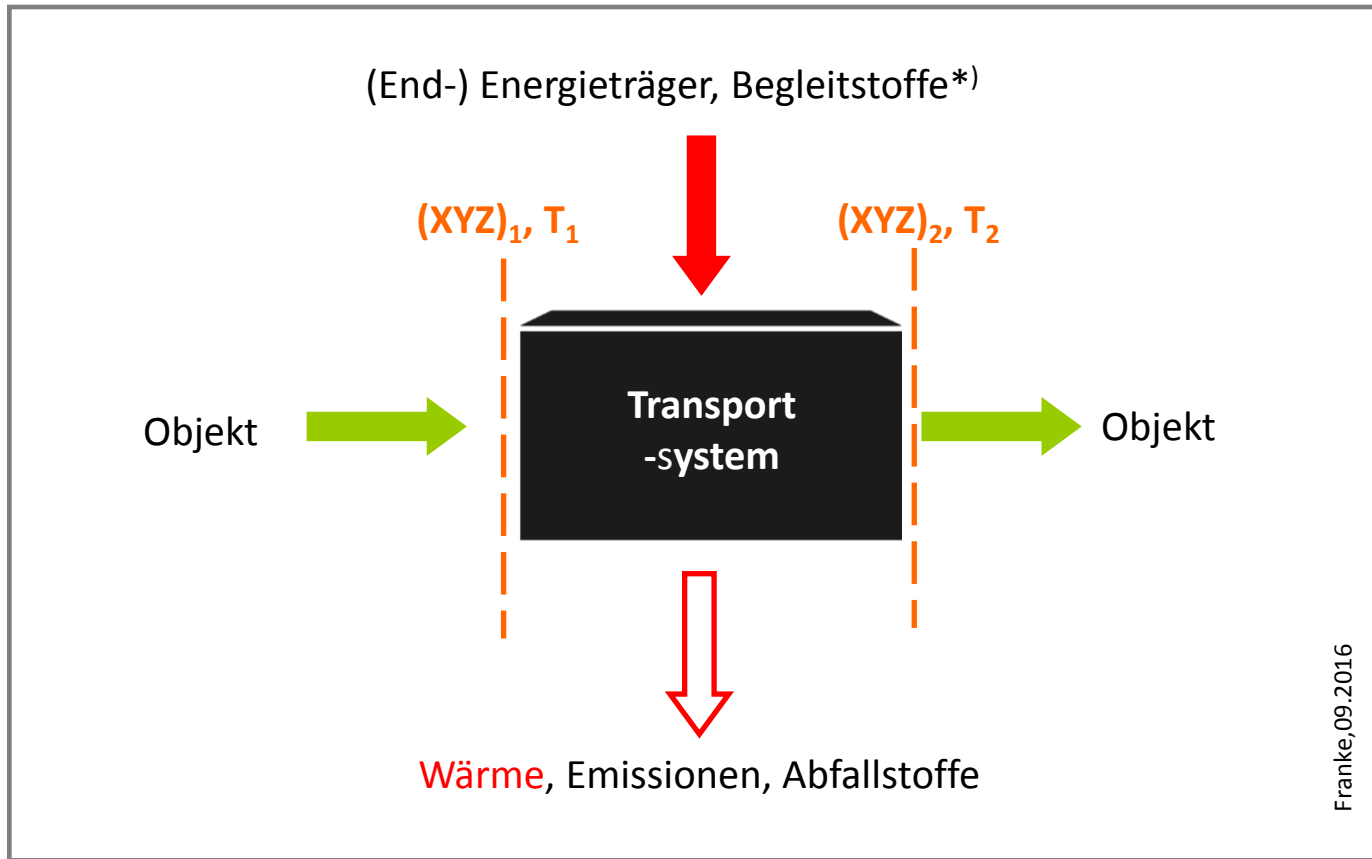 (End-) Energieträger, Begleitstoffe*)
(XYZ)1, T1
(XYZ)2, T2
Objekt
Transport
-system
Objekt
Wärme, Emissionen, Abfallstoffe
Franke,09.2016